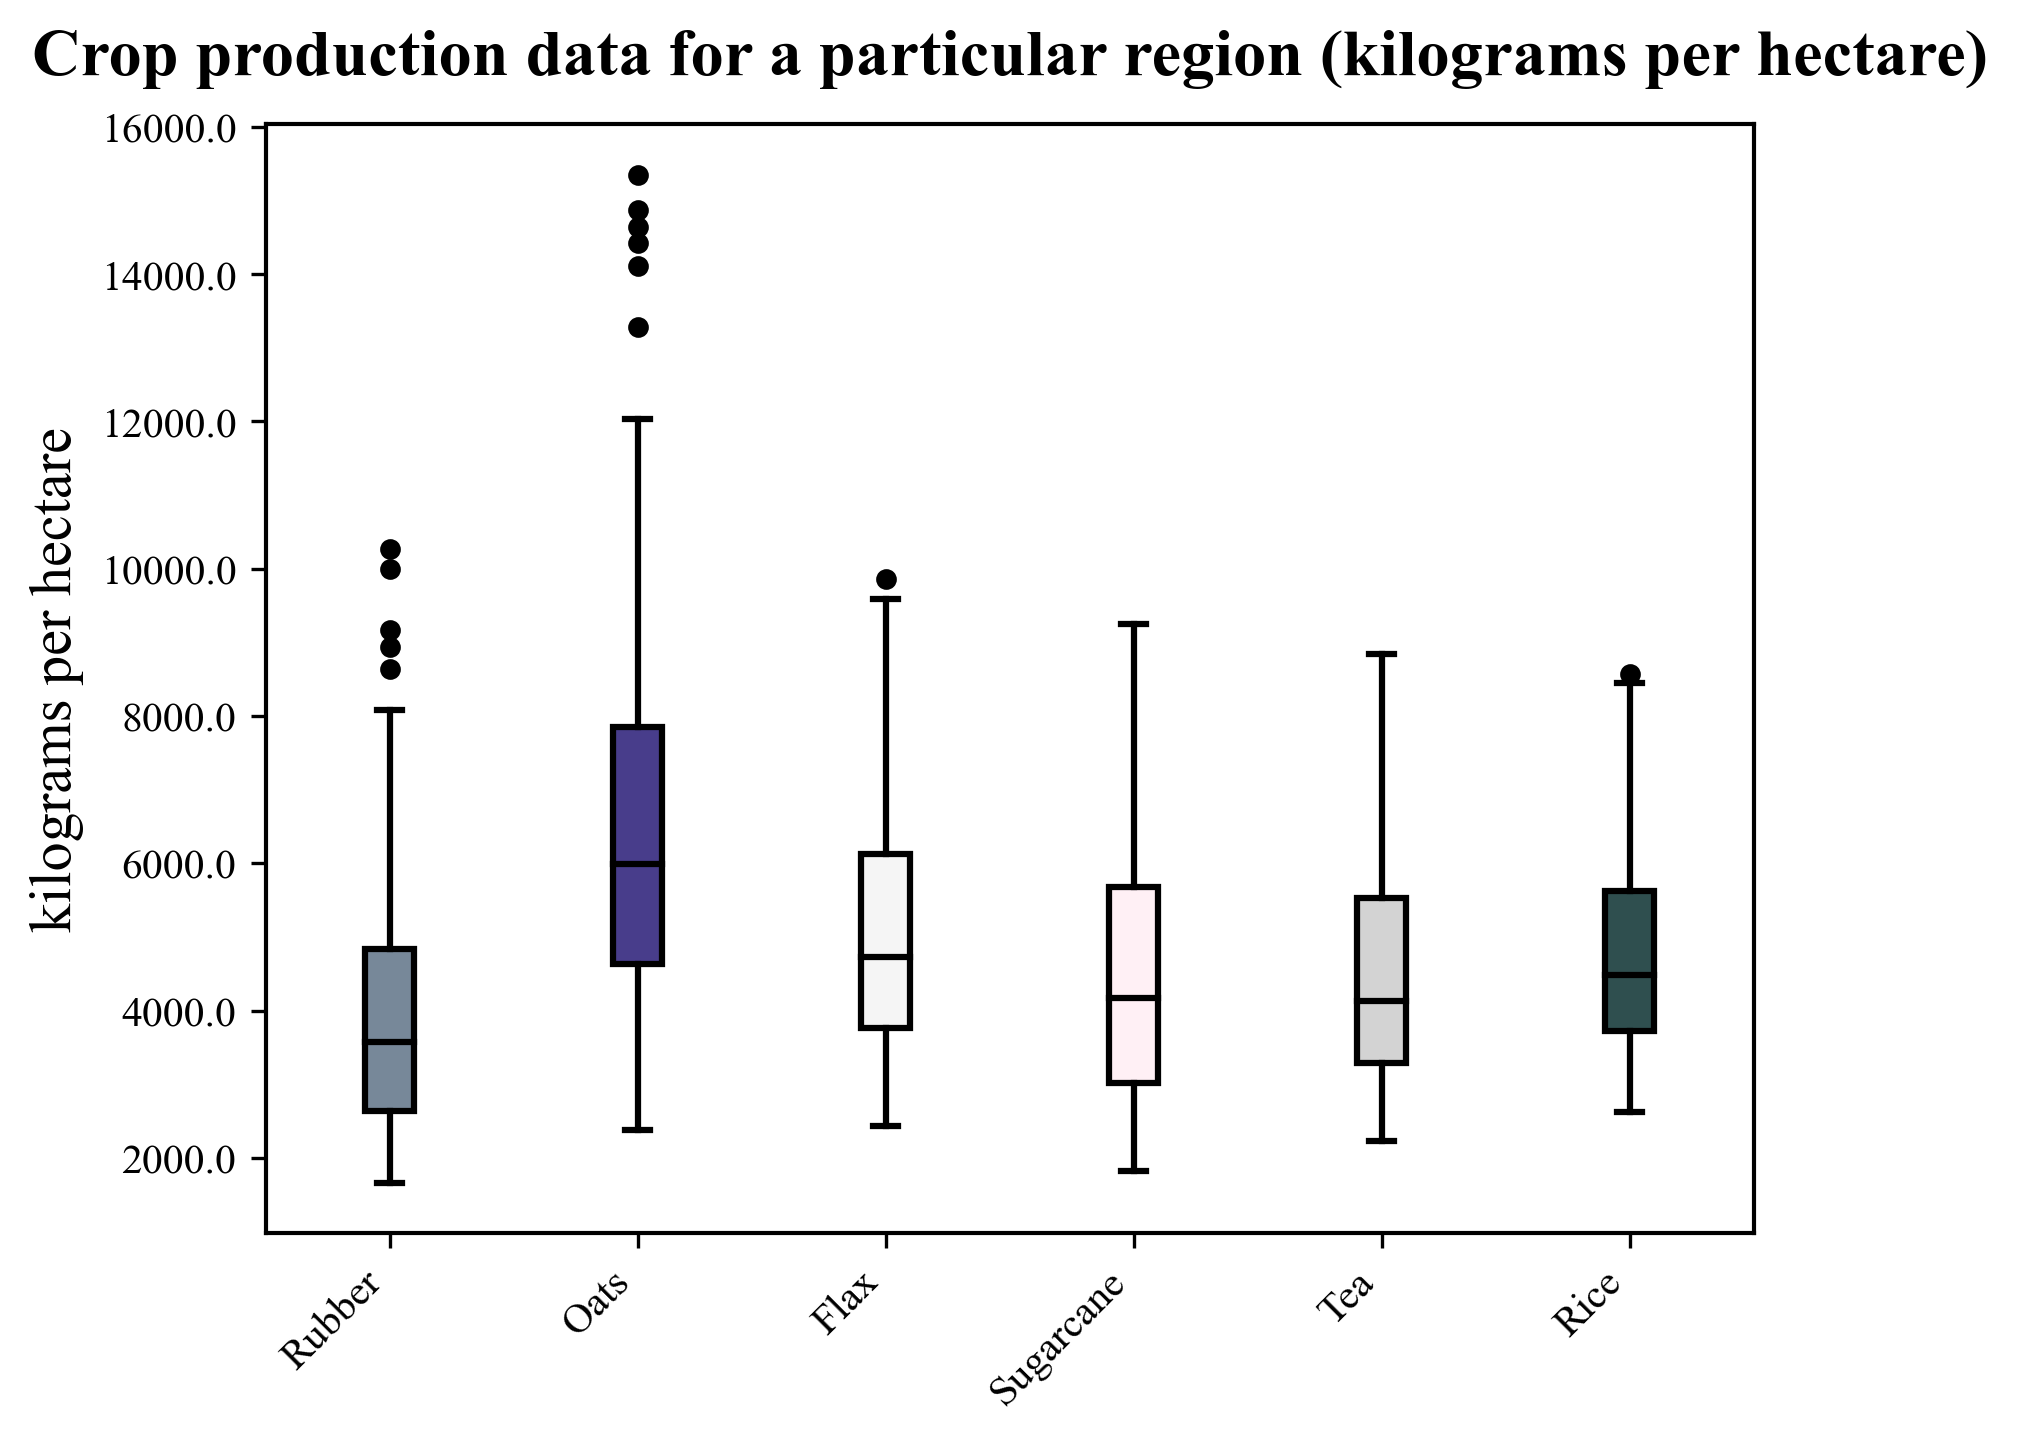 Crop production data for a particular region (kilograms per hectare)
kilograms per hectare
16000.0
14000.0
12000.0
10000.0
8000.0
6000.0
4000.0
2000.0
Rubber
Oats
Flax
Sugarcane
Tea
Rice